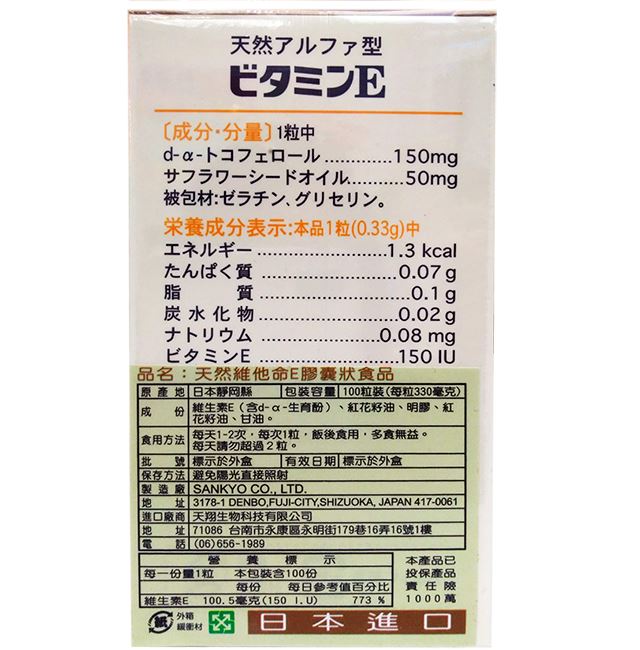 天然アルファ型
ビタミンE
〔成分・分量〕1粒中
d-α-トコフェロール.............150mg
サフラワーシードオイル..........50mg
被包材:ゼラチン、グリセリン。
栄養成分表示:本品1粒(0.33g)中
エネルギー........................1.3 kcal
たんぱく質........................0.07 g
脂　　質........................0.1 g
炭水化物........................0.02 g
ナトリウム....................0.08 mg
ビタミンE........................150 IU
品名：天然維他命E膠囊狀食品
原產地 日本靜岡縣 包裝容量 100粒裝(每粒330毫克)
成份 維生素E（含d-α-生育酚）、紅花籽油、明膠、紅
花籽油、甘油。
食用方法 每天1-2次，每次1粒，飯後食用，多食無益。
每天請勿超過2粒。
批號 標示於外盒 有效日期 標示於外盒
保存方法 避免陽光直接照射
製造廠 SANKYO CO., LTD.
地址 3178-1 DENBO,FUJI-CITY,SHIZUOKA, JAPAN 417-0061
進口廠商 天翔生物科技有限公司
地址 71086 台南市永康區永明街179巷16弄16號1樓
電話 (06)656-1989
營養標示
每一份量1粒 本包裝含100份
每份 每日參考值百分比
維生素E 100.5毫克(150 I.U) 773 %
本產品已
投保產品
責任險
1000萬
紙 外箱
緩衝材
日本進口